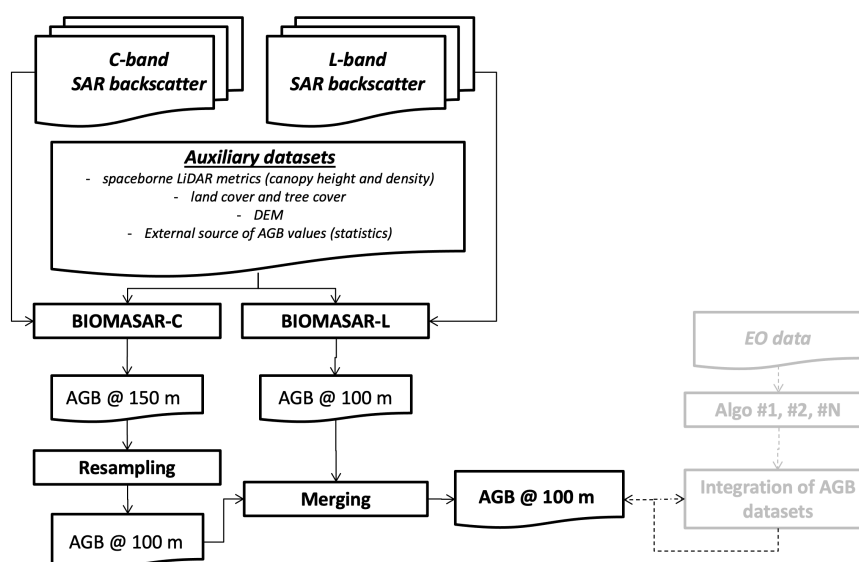 C-band
SAR backscatter
L-band
SAR backscatter
Auxiliary datasets
- spaceborne LiDAR metrics (canopy height and density)
- land cover and tree cover
- DEM
- External source of AGB values (statistics)
BIOMASAR-C
BIOMASAR-L
EO data
AGB @ 150 m
AGB @ 100 m
Algo #1, #2, #N
Resampling
Merging
AGB @ 100 m
Integration of AGB
datasets
AGB @ 100 m